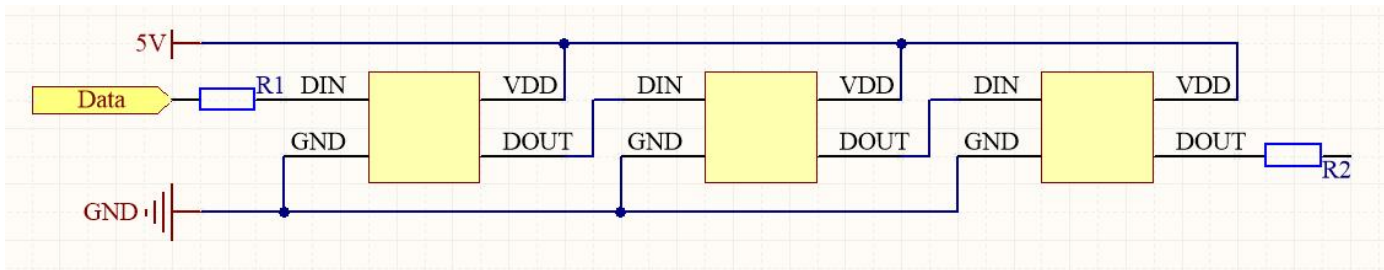 5V
Data
R1
DIN
VDD
GND
DOUT
DIN
VDD
GND
DOUT
DIN
VDD
GND
DOUT
R2
GND